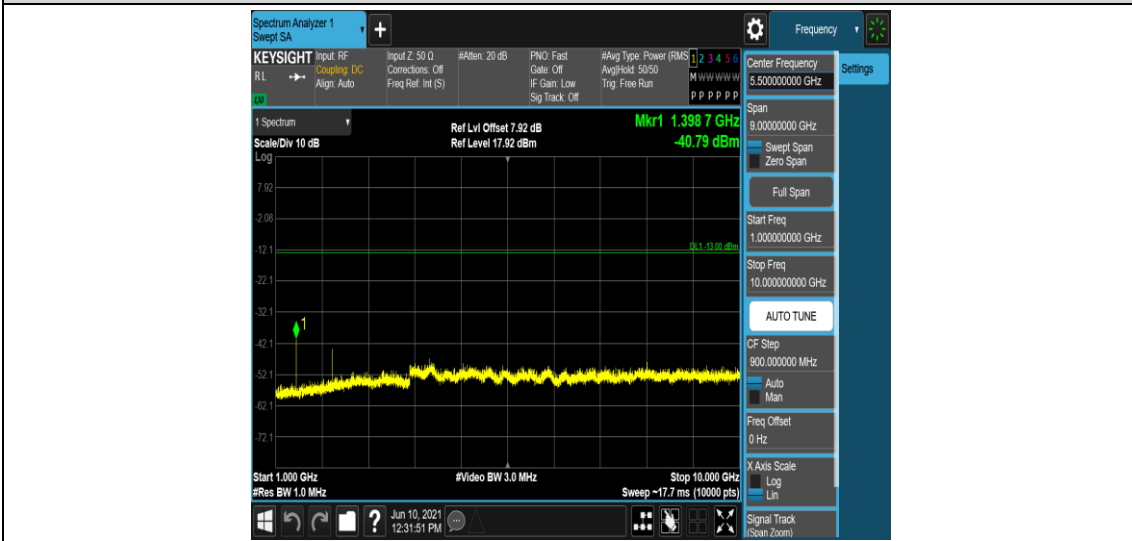 Spectrum Analyzer 1
Swept SA
+
Frequency
KEYSIGHT
RL
LXI
Input: RF
Coupling: DC
Align: Auto
Input Z: 50 Ω
Corrections: Off
Freq Ref: Int (S)
#Atten: 20 dB
PNO: Fast
Gate: Off
IF Gain: Low
Sig Track: Off
#Avg Type: Power (RMS
Avg|Hold: 50/50
Trig: Free Run
1 2 3 4 5 6
M W W W W W
P P P P P P
1 Spectrum
Scale/Div 10 dB
Ref Lvl Offset 7.92 dB
Ref Level 17.92 dBm
Mkr1 1.398 7 GHz
-40.79 dBm
Log
7.92
-2.08
-12.1
DL1 -13.00 dBm
-22.1
-32.1
1
-42.1
-52.1
-62.1
-72.1
Start 1.000 GHz
#Res BW 1.0 MHz
#Video BW 3.0 MHz
Stop 10.000 GHz
Sweep ~17.7 ms (10000 pts)
?
Jun 10, 2021
12:31:51 PM
Center Frequency
5.500000000 GHz
Settings
Span
9.00000000 GHz
Swept Span
Zero Span
Full Span
Start Freq
1.000000000 GHz
Stop Freq
10.000000000 GHz
AUTO TUNE
CF Step
900.000000 MHz
Auto
Man
Freq Offset
0 Hz
X Axis Scale
Log
Lin
Signal Track
(Span Zoom)